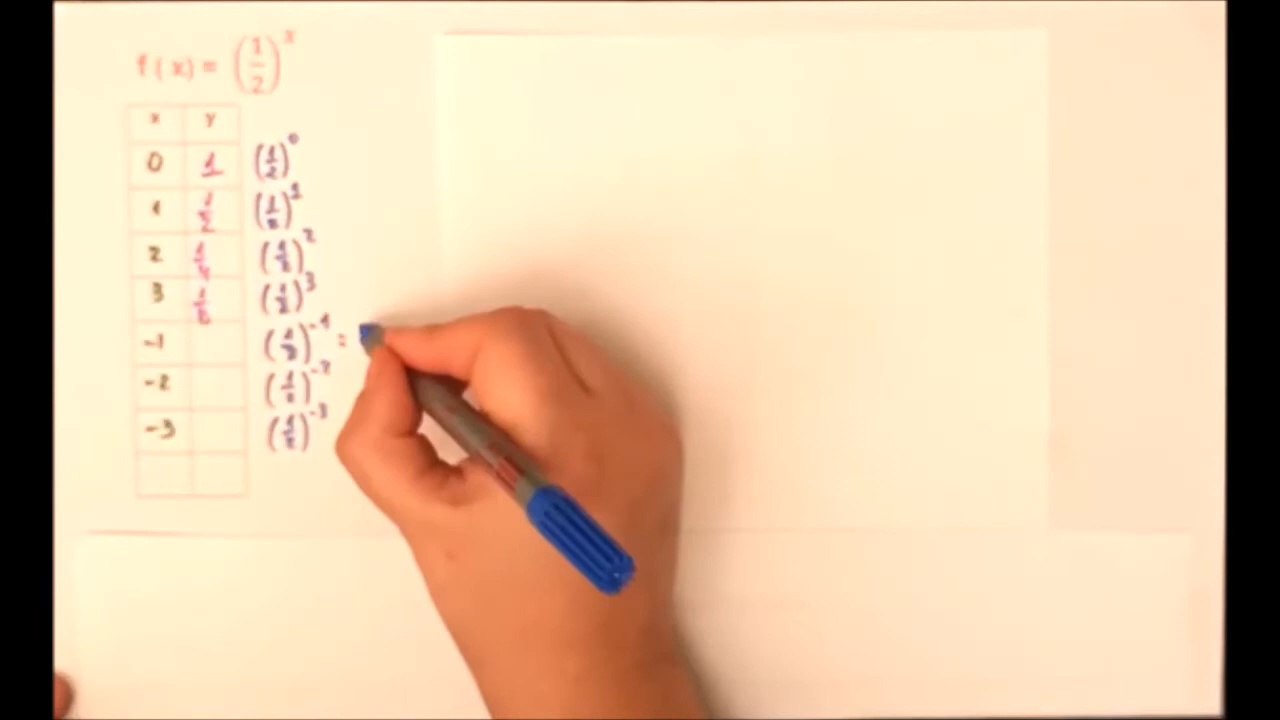 f(x) = (1/2)^x
x y
0 1 (1/2)^0
1 1/2 (1/2)^1
2 1/4 (1/2)^2
3 1/8 (1/2)^3
-1 (1/2)^-1 =
-2 (1/2)^-2
-3 (1/2)^-3